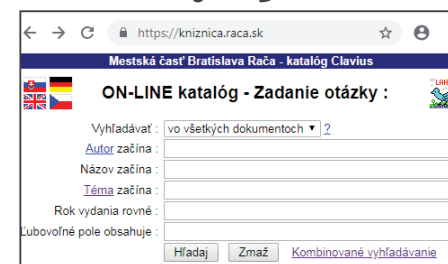 https://kniznica.raca.sk
Mestská časť Bratislava Rača - katalóg Clavius
ON-LINE katalóg - Zadanie otázky :
Vyhľadávať : vo všetkých dokumentoch ?
Autor začína :
Názov začína :
Téma začína :
Rok vydania rovné :
Ľubovoľné pole obsahuje :
Hľadaj Zmaž Kombinované vyhľadávanie